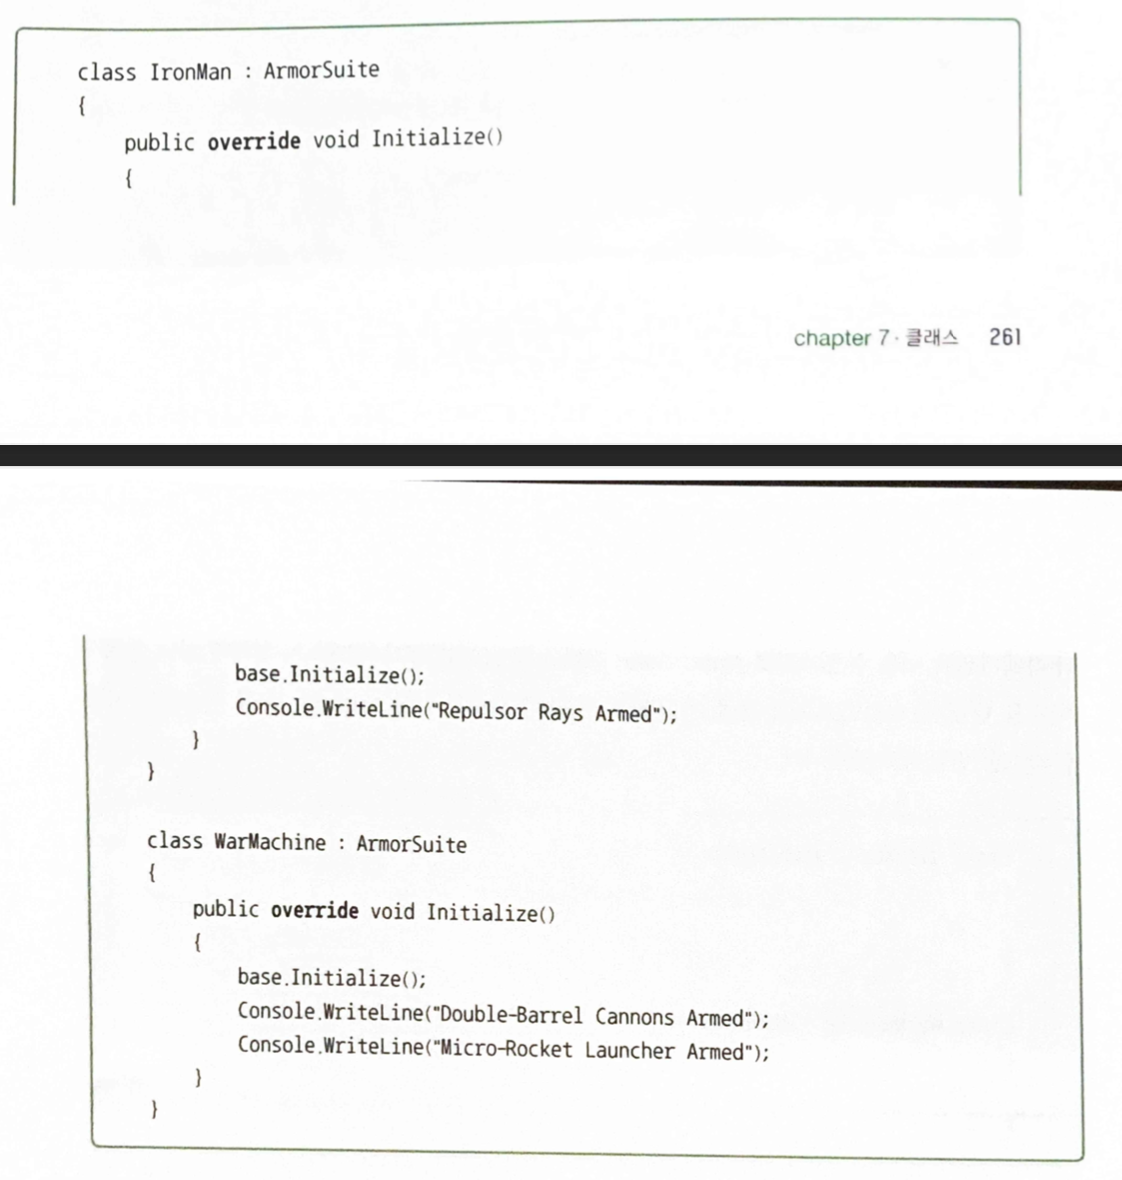 class IronMan : ArmorSuite
{
    public override void Initialize()
    {
chapter 7 · 클래스 261
        base.Initialize();
        Console.WriteLine("Repulsor Rays Armed");
    }
}
class WarMachine : ArmorSuite
{
    public override void Initialize()
    {
        base.Initialize();
        Console.WriteLine("Double-Barrel Cannons Armed");
        Console.WriteLine("Micro-Rocket Launcher Armed");
    }
}